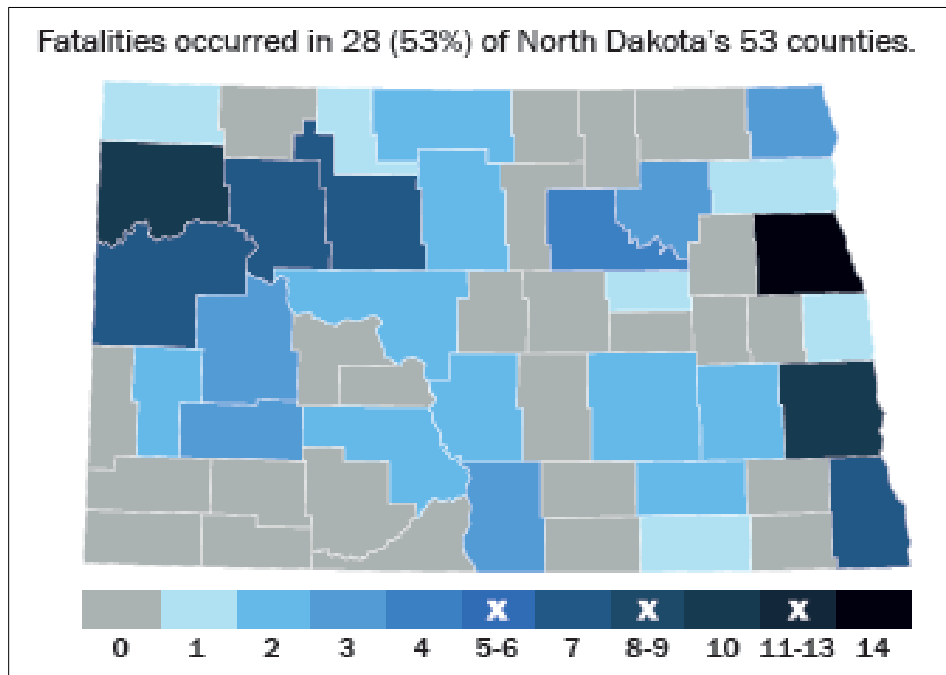 Fatalities occurred in 28 (53%) of North Dakota's 53 counties.
X X X
0 1 2 3 4 5-6 7 8-9 10 11-13 14